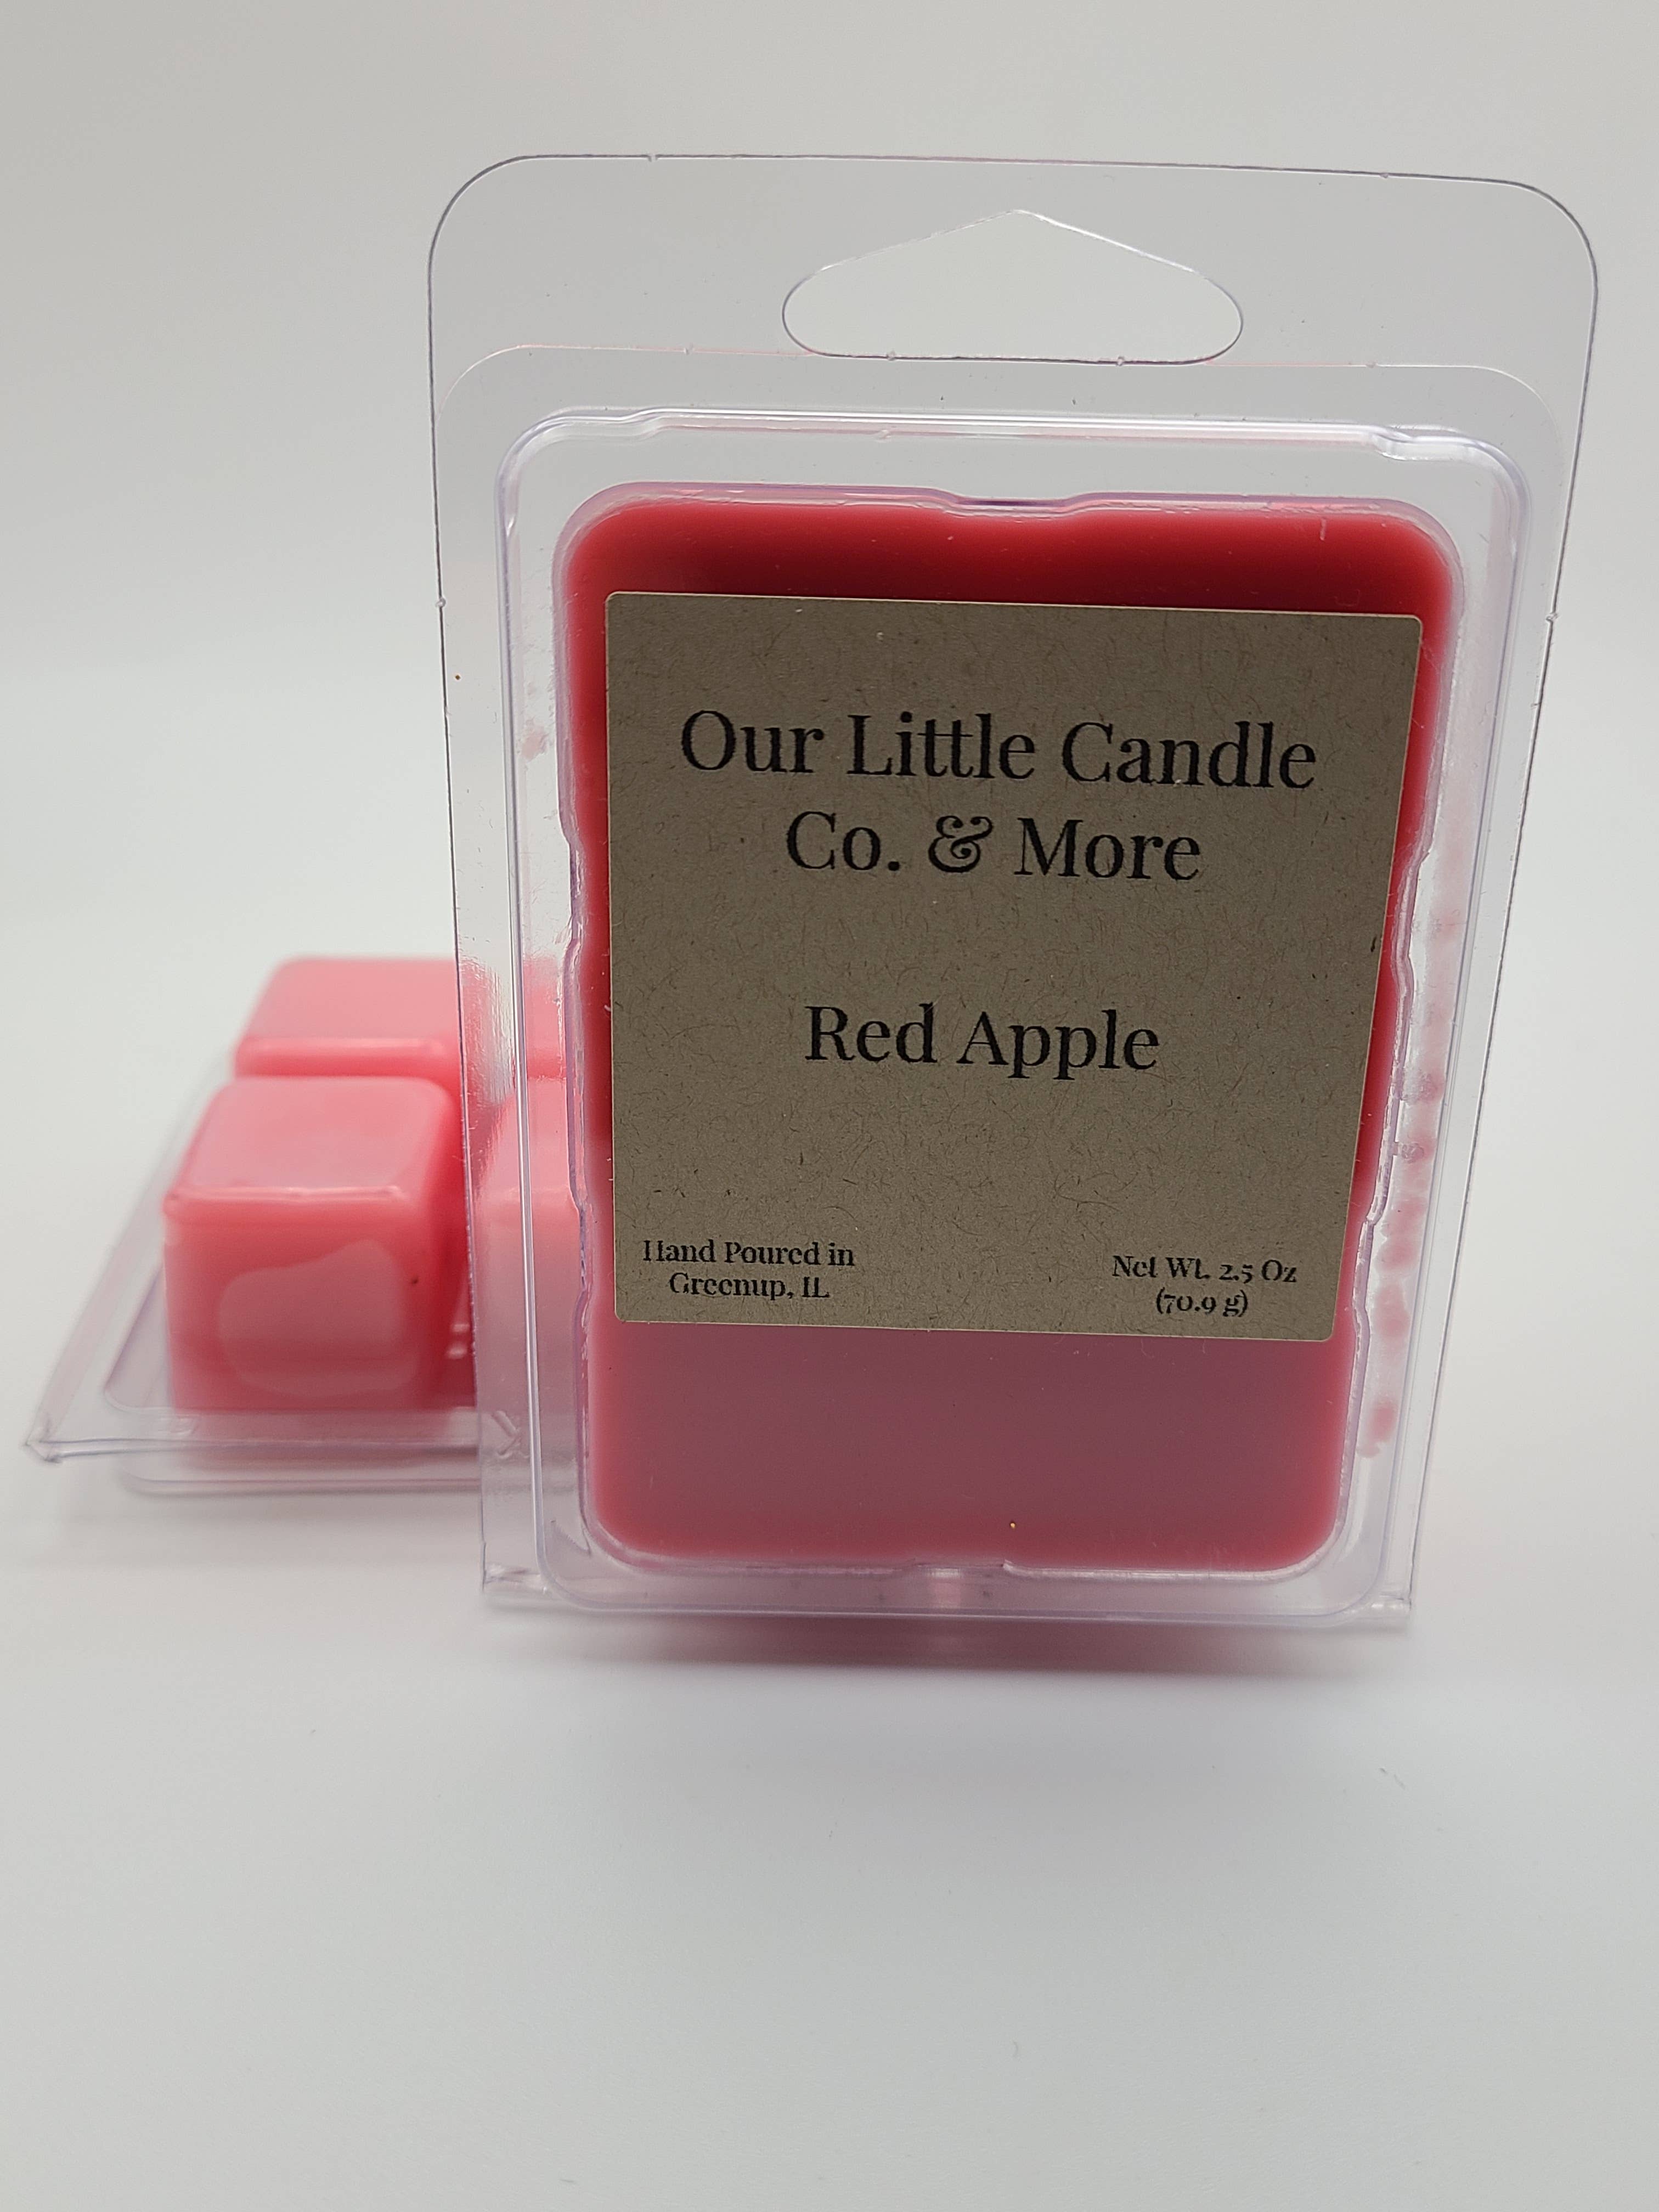 Our Little Candle
Co. & More
Red Apple
Hand Poured in
Greenup, IL
Net Wt. 2.5 Oz
(70.9 g)